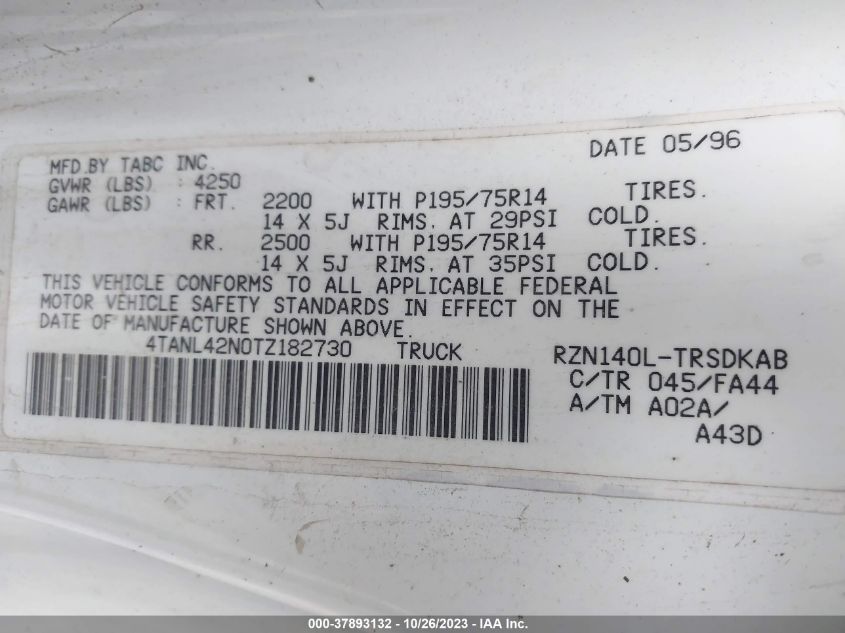 DATE 05/96
MFD.BY TABC INC.
GVWR (LBS) : 4250
GAWR (LBS) : FRT. 2200 WITH P195/75R14 TIRES.
14 X 5J RIMS. AT 29PSI COLD.
RR. 2500 WITH P195/75R14 TIRES.
14 X 5J RIMS. AT 35PSI COLD.
THIS VEHICLE CONFORMS TO ALL APPLICABLE FEDERAL
MOTOR VEHICLE SAFETY STANDARDS IN EFFECT ON THE
DATE OF MANUFACTURE SHOWN ABOVE.
4TANL42N0TZ182730 TRUCK RZN140L-TRSDKAB
C/TR 045/FA44
A/TM A02A/
A43D
000-37893132 - 10/26/2023 - IAA Inc.